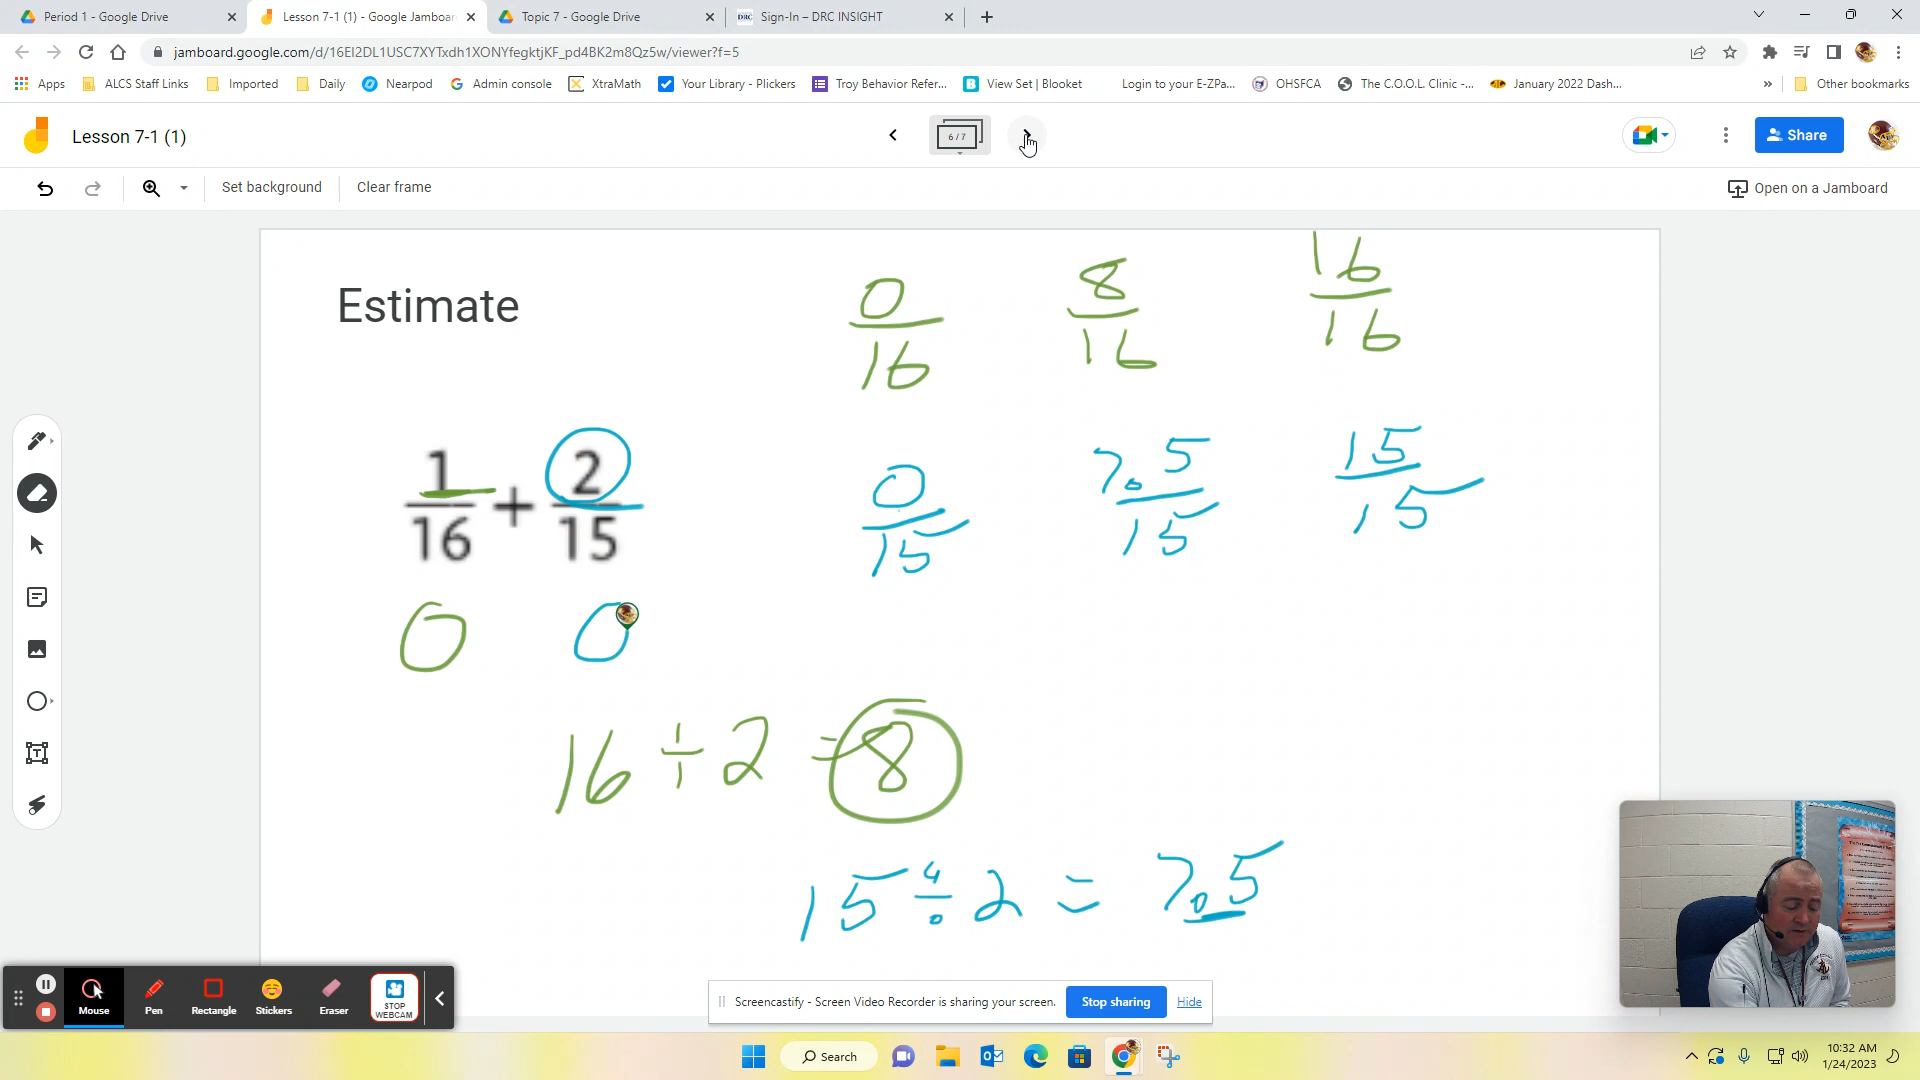 Period 1 - Google Drive
Lesson 7-1 (1) - Google Jamboar
Topic 7 - Google Drive
DRC Sign-In – DRC INSIGHT
jamboard.google.com/d/16EI2DL1USC7XYTxdh1XONYfegktjKF_pd4BK2m8Qz5w/viewer?f=5
Apps ALCS Staff Links Imported Daily Nearpod Admin console XtraMath Your Library - Plickers Troy Behavior Refer... View Set | Blooket Login to your E-ZPa... OHSFCA The C.O.O.L. Clinic -... January 2022 Dash... » Other bookmarks
Lesson 7-1 (1)
6 / 7
Share
Set background Clear frame
Open on a Jamboard
Estimate
0 8 16
16 16 16
1 + 2
16 15
0 7.5 15
15 15 15
0 0
16 ÷ 2 = 8
15 ÷ 2 = 7.5
Mouse Pen Rectangle Stickers Eraser STOP WEBCAM
Screencastify - Screen Video Recorder is sharing your screen. Stop sharing Hide
Search
10:32 AM
1/24/2023